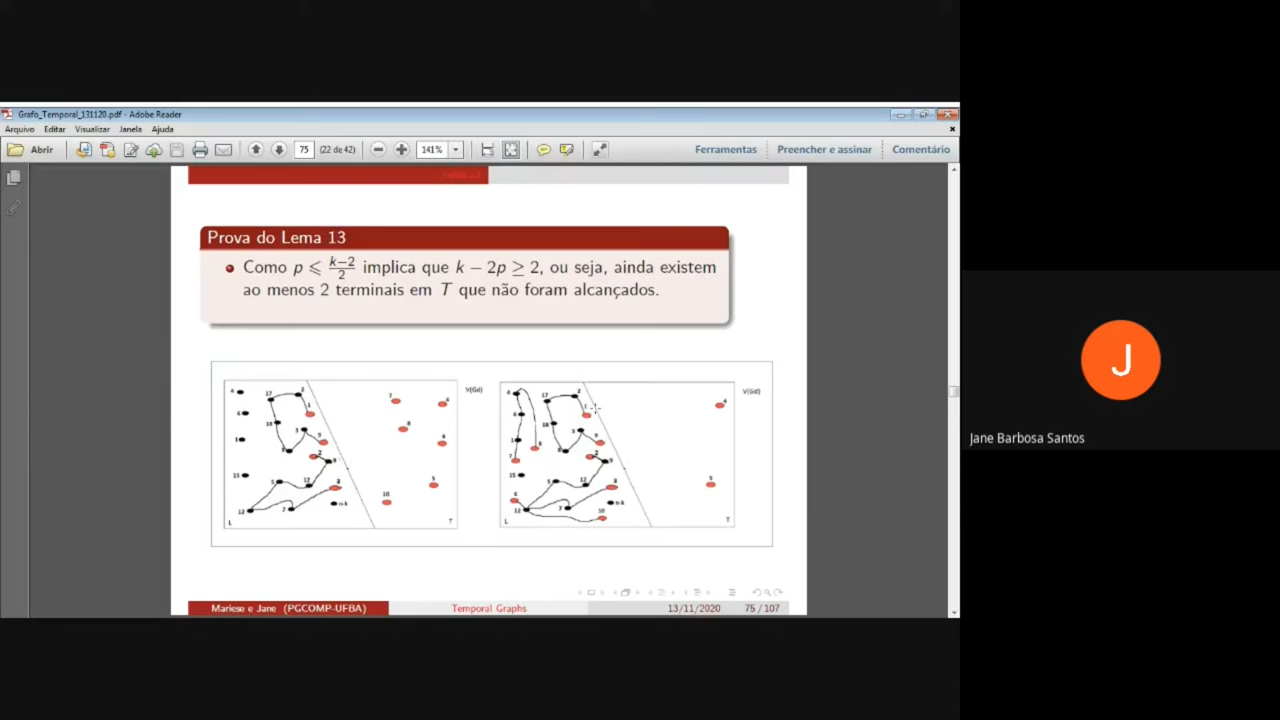 Grafo_Temporal_131120.pdf - Adobe Reader
Arquivo Editar Visualizar Janela Ajuda
Abrir 75 (22 de 42) 141% Ferramentas Preencher e assinar Comentário
Prova do Lema 13
Como p ⩽ (k−2)/2 implica que k − 2p ≥ 2, ou seja, ainda existem
ao menos 2 terminais em T que não foram alcançados.
V(Gd)
V(Gd)
L T
L T
Mariese e Jane (PGCOMP-UFBA) Temporal Graphs 13/11/2020 75 / 107
J
Jane Barbosa Santos